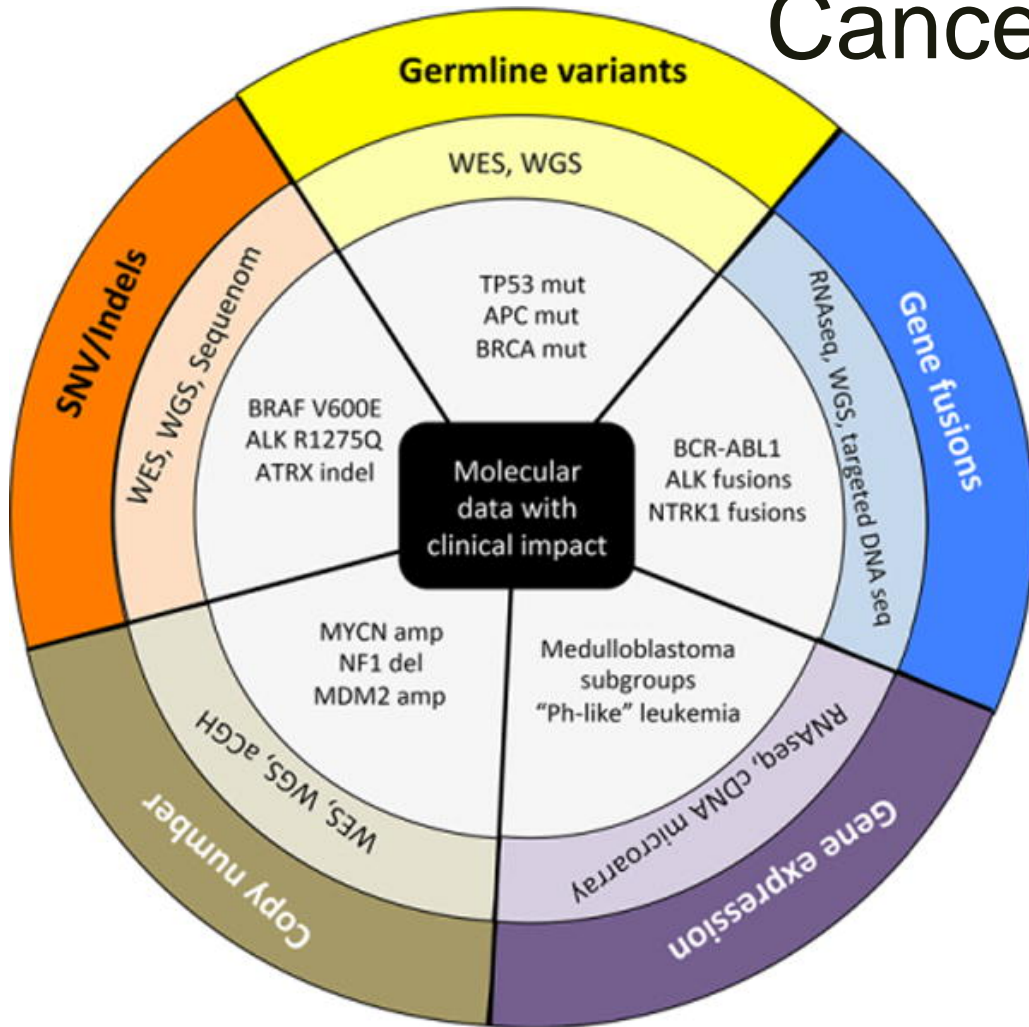 Cance
Germline variants
WES, WGS
TP53 mut
APC mut
BRCA mut
Gene fusions
RNAseq, WGS, targeted DNA seq
BCR-ABL1
ALK fusions
NTRK1 fusions
Gene expression
RNAseq, cDNA microarray
Medulloblastoma
subgroups
“Ph-like” leukemia
Copy number
WES, WGS, aCGH
MYCN amp
NF1 del
MDM2 amp
SNV/Indels
WES, WGS, Sequenom
BRAF V600E
ALK R1275Q
ATRX indel
Molecular
data with
clinical impact